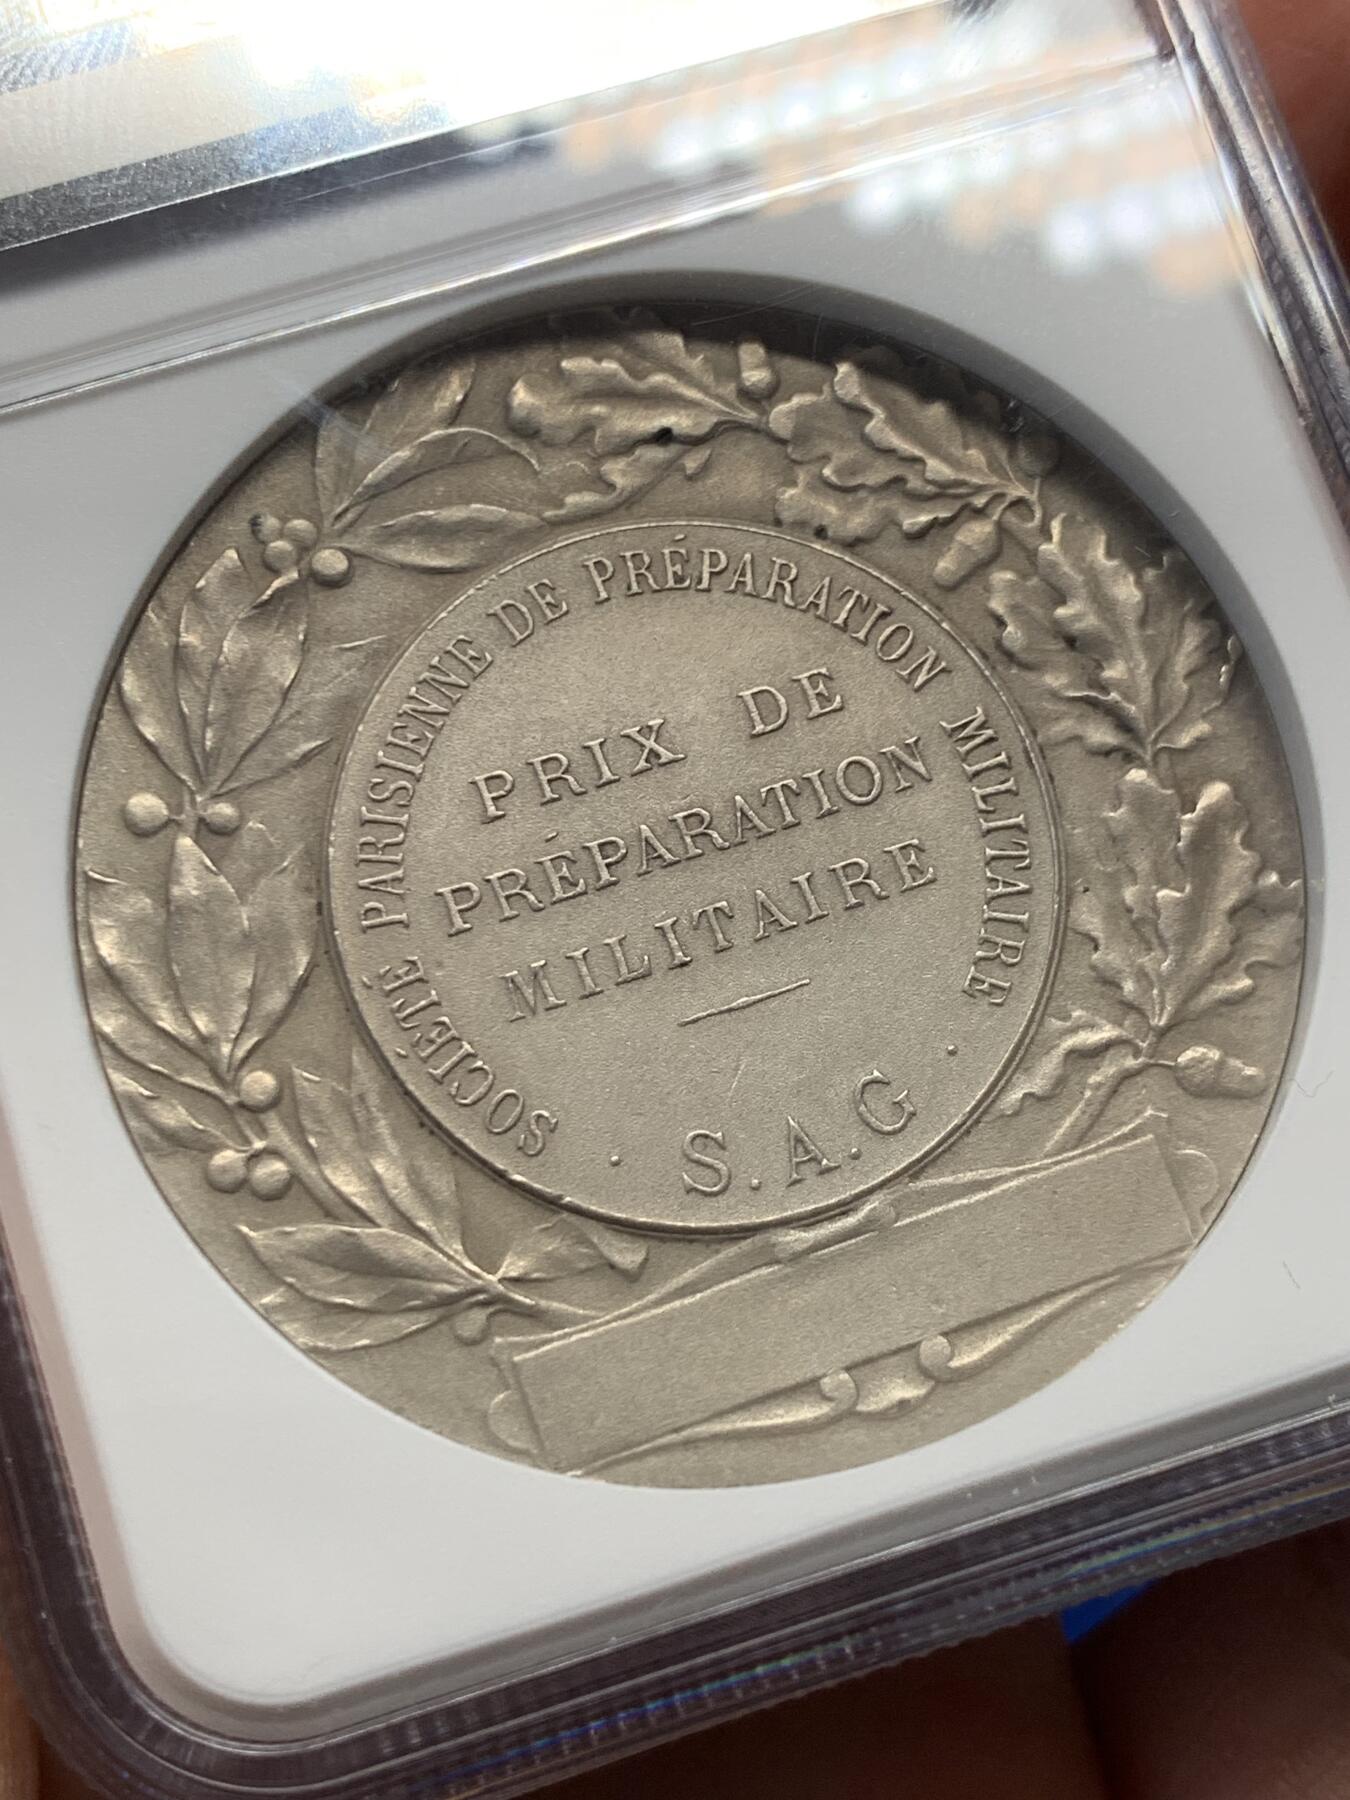 SOCIÉTÉ PARISIENNE DE PRÉPARATION MILITAIRE
PRIX DE
PRÉPARATION
MILITAIRE
. S.A.G .